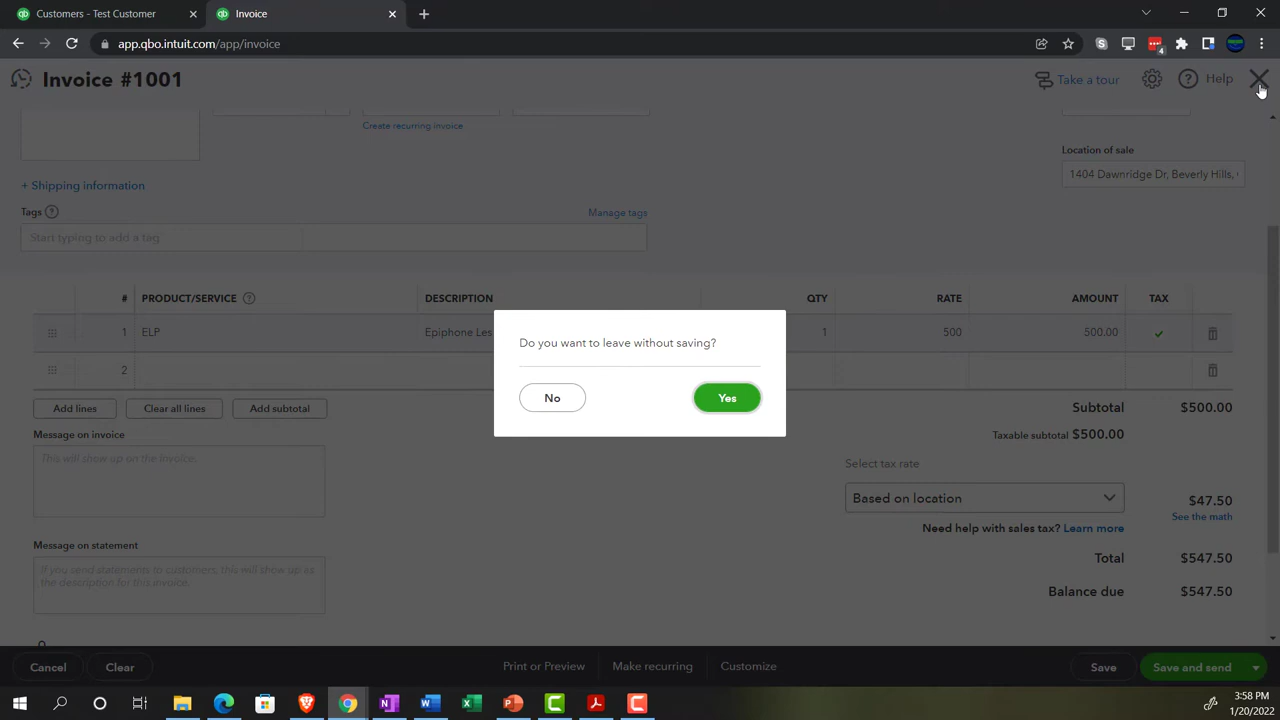 Customers - Test Customer
Invoice
app.qbo.intuit.com/app/invoice
4
Invoice #1001
Take a tour
Help
Create recurring invoice
Location of sale
1404 Dawnridge Dr, Beverly Hills,
+ Shipping information
Tags
Manage tags
Start typing to add a tag
# PRODUCT/SERVICE DESCRIPTION QTY RATE AMOUNT TAX
1 ELP Epiphone Les 1 500 500.00
2
Do you want to leave without saving?
No Yes
Add lines Clear all lines Add subtotal
Subtotal $500.00
Message on invoice
Taxable subtotal $500.00
This will show up on the invoice.
Select tax rate
Based on location
$47.50
See the math
Need help with sales tax? Learn more
Message on statement
Total $547.50
If you send statements to customers, this will show up as
the description for this invoice.
Balance due $547.50
Cancel Clear Print or Preview Make recurring Customize Save Save and send
3:58 PM
1/20/2022